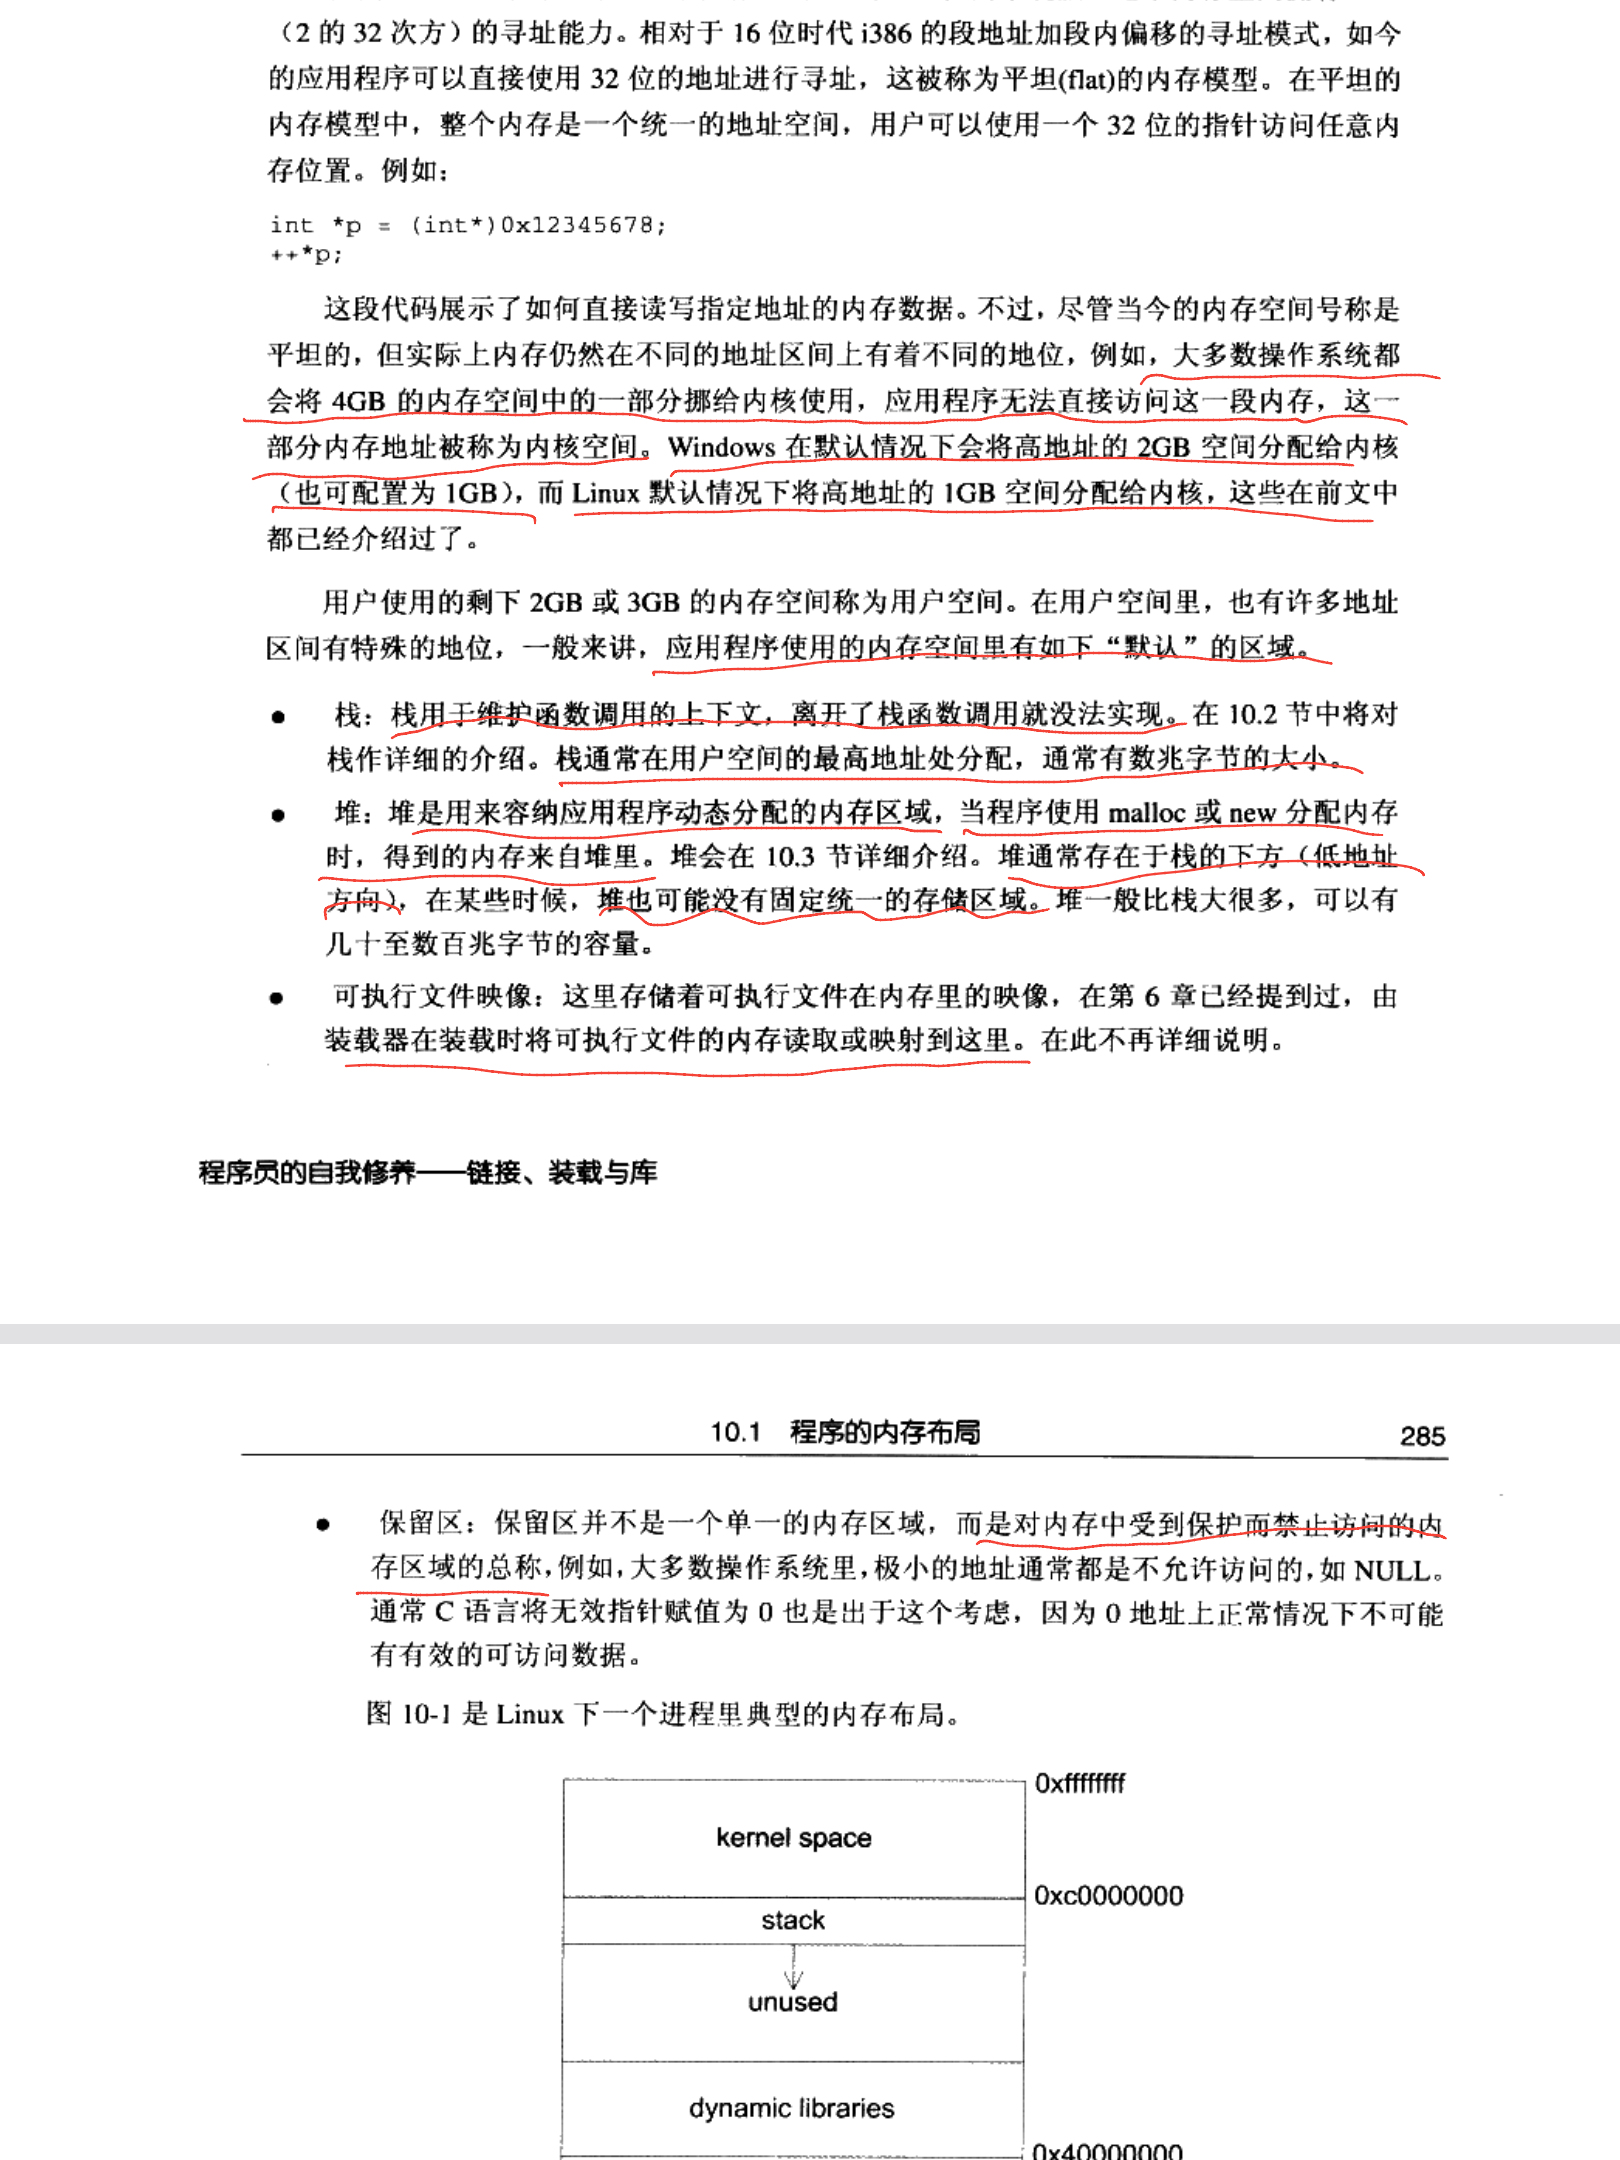 （2 的 32 次方）的寻址能力。相对于 16 位时代 i386 的段地址加段内偏移的寻址模式，如今
的应用程序可以直接使用 32 位的地址进行寻址，这被称为平坦(flat)的内存模型。在平坦的
内存模型中，整个内存是一个统一的地址空间，用户可以使用一个 32 位的指针访问任意内
存位置。例如：
int *p = (int*)0x12345678;
++*p;
这段代码展示了如何直接读写指定地址的内存数据。不过，尽管当今的内存空间号称是
平坦的，但实际上内存仍然在不同的地址区间上有着不同的地位，例如，大多数操作系统都
会将 4GB 的内存空间中的一部分挪给内核使用，应用程序无法直接访问这一段内存，这一
部分内存地址被称为内核空间。Windows 在默认情况下会将高地址的 2GB 空间分配给内核
（也可配置为 1GB），而 Linux 默认情况下将高地址的 1GB 空间分配给内核，这些在前文中
都已经介绍过了。
用户使用的剩下 2GB 或 3GB 的内存空间称为用户空间。在用户空间里，也有许多地址
区间有特殊的地位，一般来讲，应用程序使用的内存空间里有如下“默认”的区域。
● 栈：栈用于维护函数调用的上下文，离开了栈函数调用就没法实现。在 10.2 节中将对
栈作详细的介绍。栈通常在用户空间的最高地址处分配，通常有数兆字节的大小。
● 堆：堆是用来容纳应用程序动态分配的内存区域，当程序使用 malloc 或 new 分配内存
时，得到的内存来自堆里。堆会在 10.3 节详细介绍。堆通常存在于栈的下方（低地址
方向），在某些时候，堆也可能没有固定统一的存储区域。堆一般比栈大很多，可以有
几十至数百兆字节的容量。
● 可执行文件映像：这里存储着可执行文件在内存里的映像，在第 6 章已经提到过，由
装载器在装载时将可执行文件的内存读取或映射到这里。在此不再详细说明。
程序员的自我修养——链接、装载与库
10.1 程序的内存布局 285
● 保留区：保留区并不是一个单一的内存区域，而是对内存中受到保护而禁止访问的内
存区域的总称，例如，大多数操作系统里，极小的地址通常都是不允许访问的，如 NULL。
通常 C 语言将无效指针赋值为 0 也是出于这个考虑，因为 0 地址上正常情况下不可能
有有效的可访问数据。
图 10-1 是 Linux 下一个进程里典型的内存布局。
0xffffffff
kernel space
0xc0000000
stack
unused
dynamic libraries
0x40000000